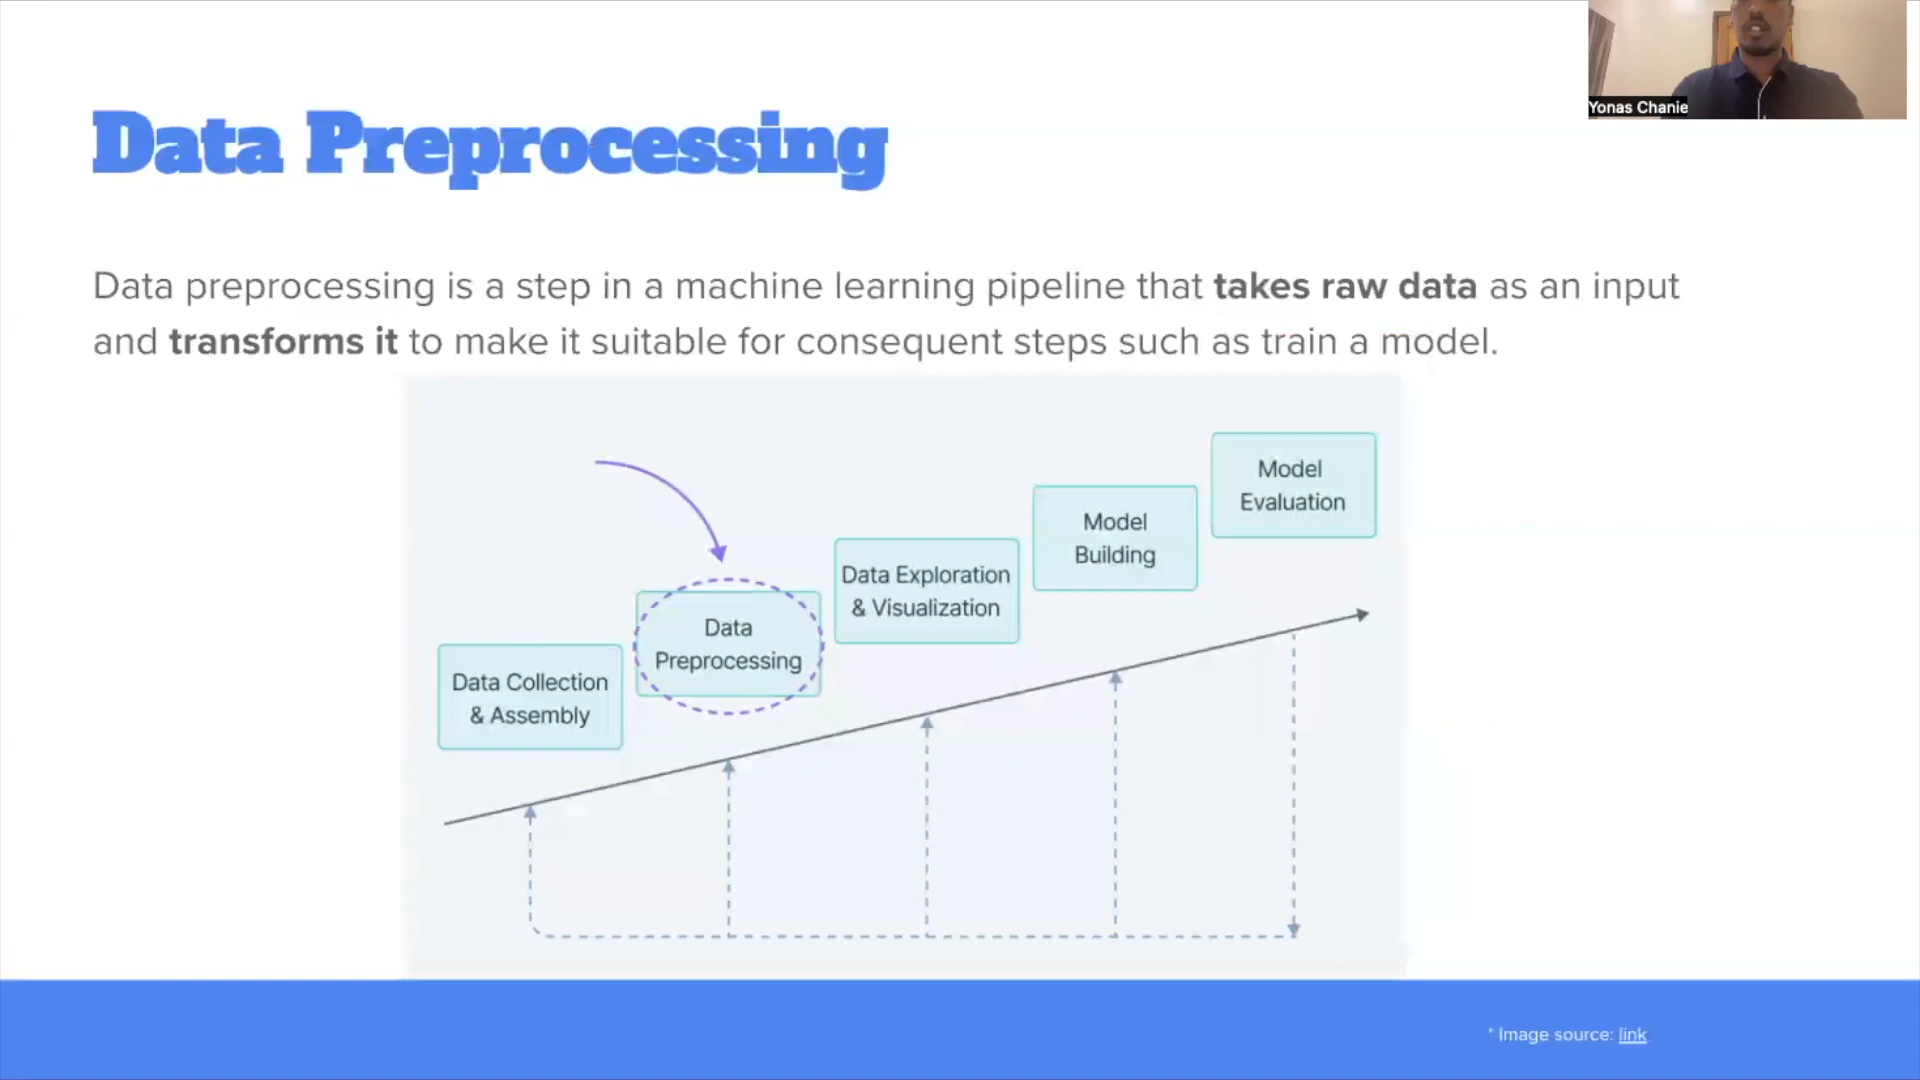 Yonas Chanie
Data Preprocessing
Data preprocessing is a step in a machine learning pipeline that takes raw data as an input
and transforms it to make it suitable for consequent steps such as train a model.
Model
Evaluation
Model
Building
Data Exploration
& Visualization
Data
Preprocessing
Data Collection
& Assembly
* Image source: link